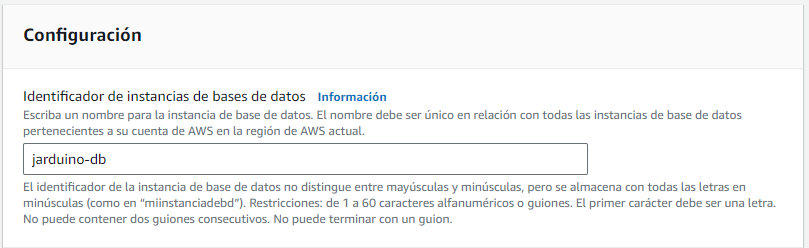 Configuración
Identificador de instancias de bases de datos Información
Escriba un nombre para la instancia de base de datos. El nombre debe ser único en relación con todas las instancias de base de datos
pertenecientes a su cuenta de AWS en la región de AWS actual.
jarduino-db
El identificador de la instancia de base de datos no distingue entre mayúsculas y minúsculas, pero se almacena con todas las letras en
minúsculas (como en “miinstanciadebd”). Restricciones: de 1 a 60 caracteres alfanuméricos o guiones. El primer carácter debe ser una letra.
No puede contener dos guiones consecutivos. No puede terminar con un guion.